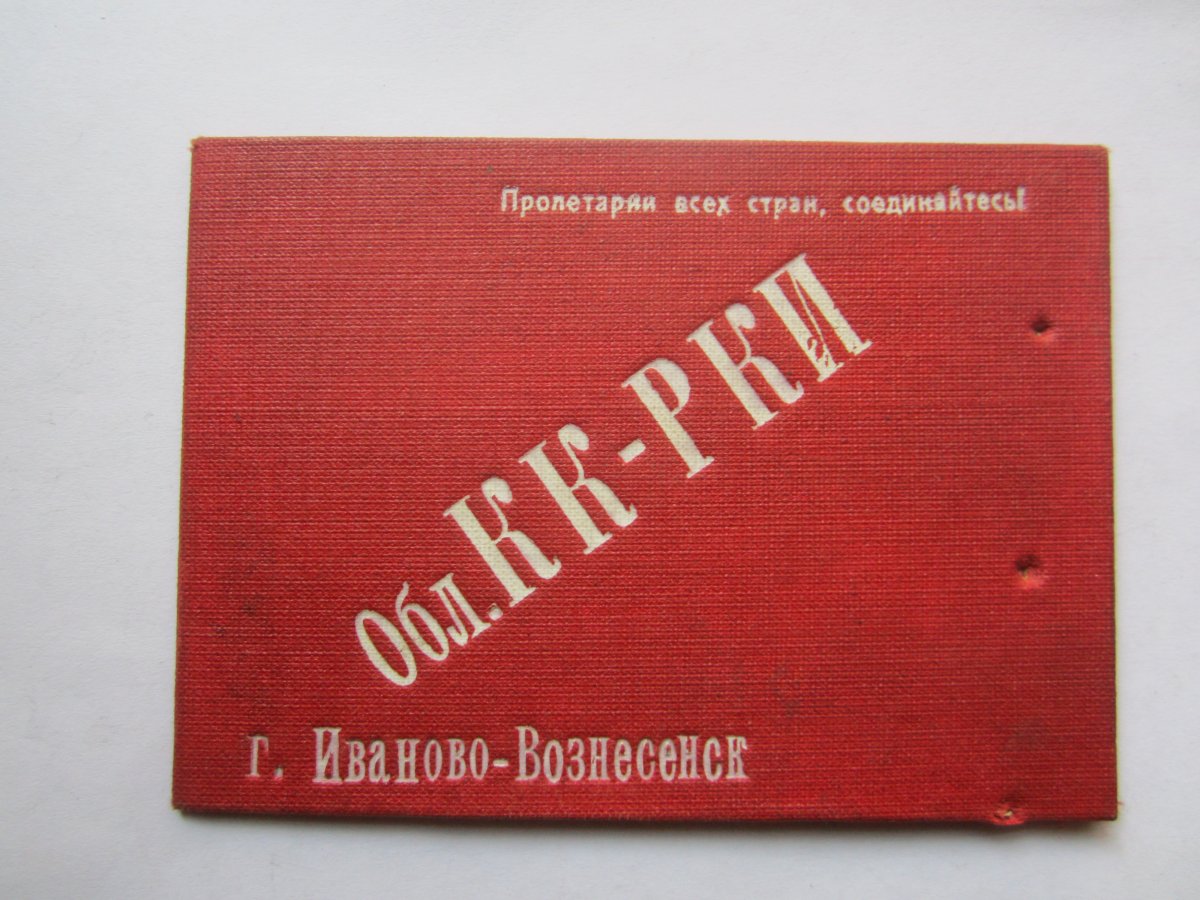 Пролетарии всех стран, соединяйтесь!
Обл. КК-РКИ
г. Иваново-Вознесенск